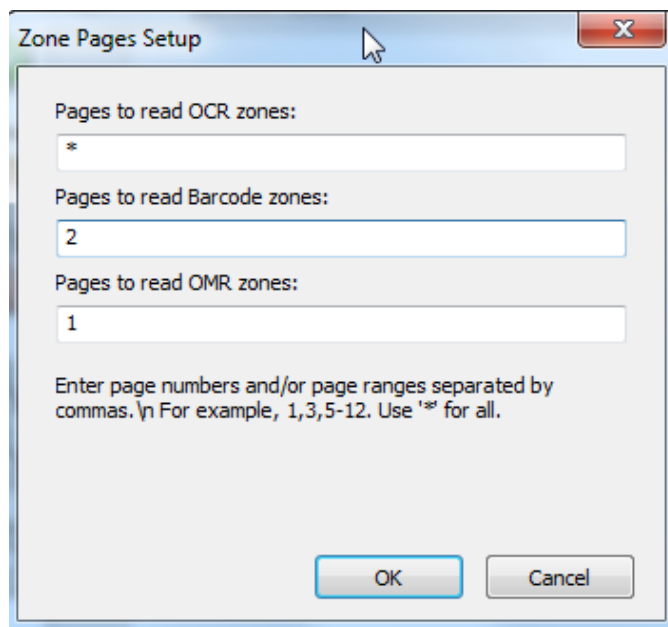 Zone Pages Setup
Pages to read OCR zones:
*
Pages to read Barcode zones:
2
Pages to read OMR zones:
1
Enter page numbers and/or page ranges separated by
commas.\n For example, 1,3,5-12. Use '*' for all.
OK Cancel